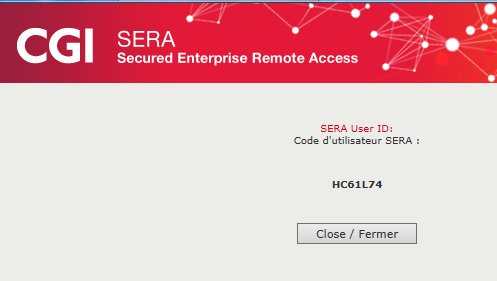 CGI
SERA
Secured Enterprise Remote Access
SERA User ID:
Code d'utilisateur SERA :
HC61L74
Close / Fermer